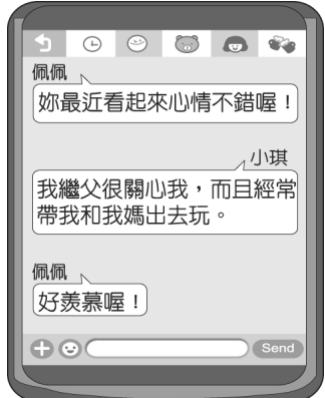 佩佩
妳最近看起來心情不錯喔！
小琪
我繼父很關心我，而且經常
帶我和我媽出去玩。
佩佩
好羨慕喔！
Send